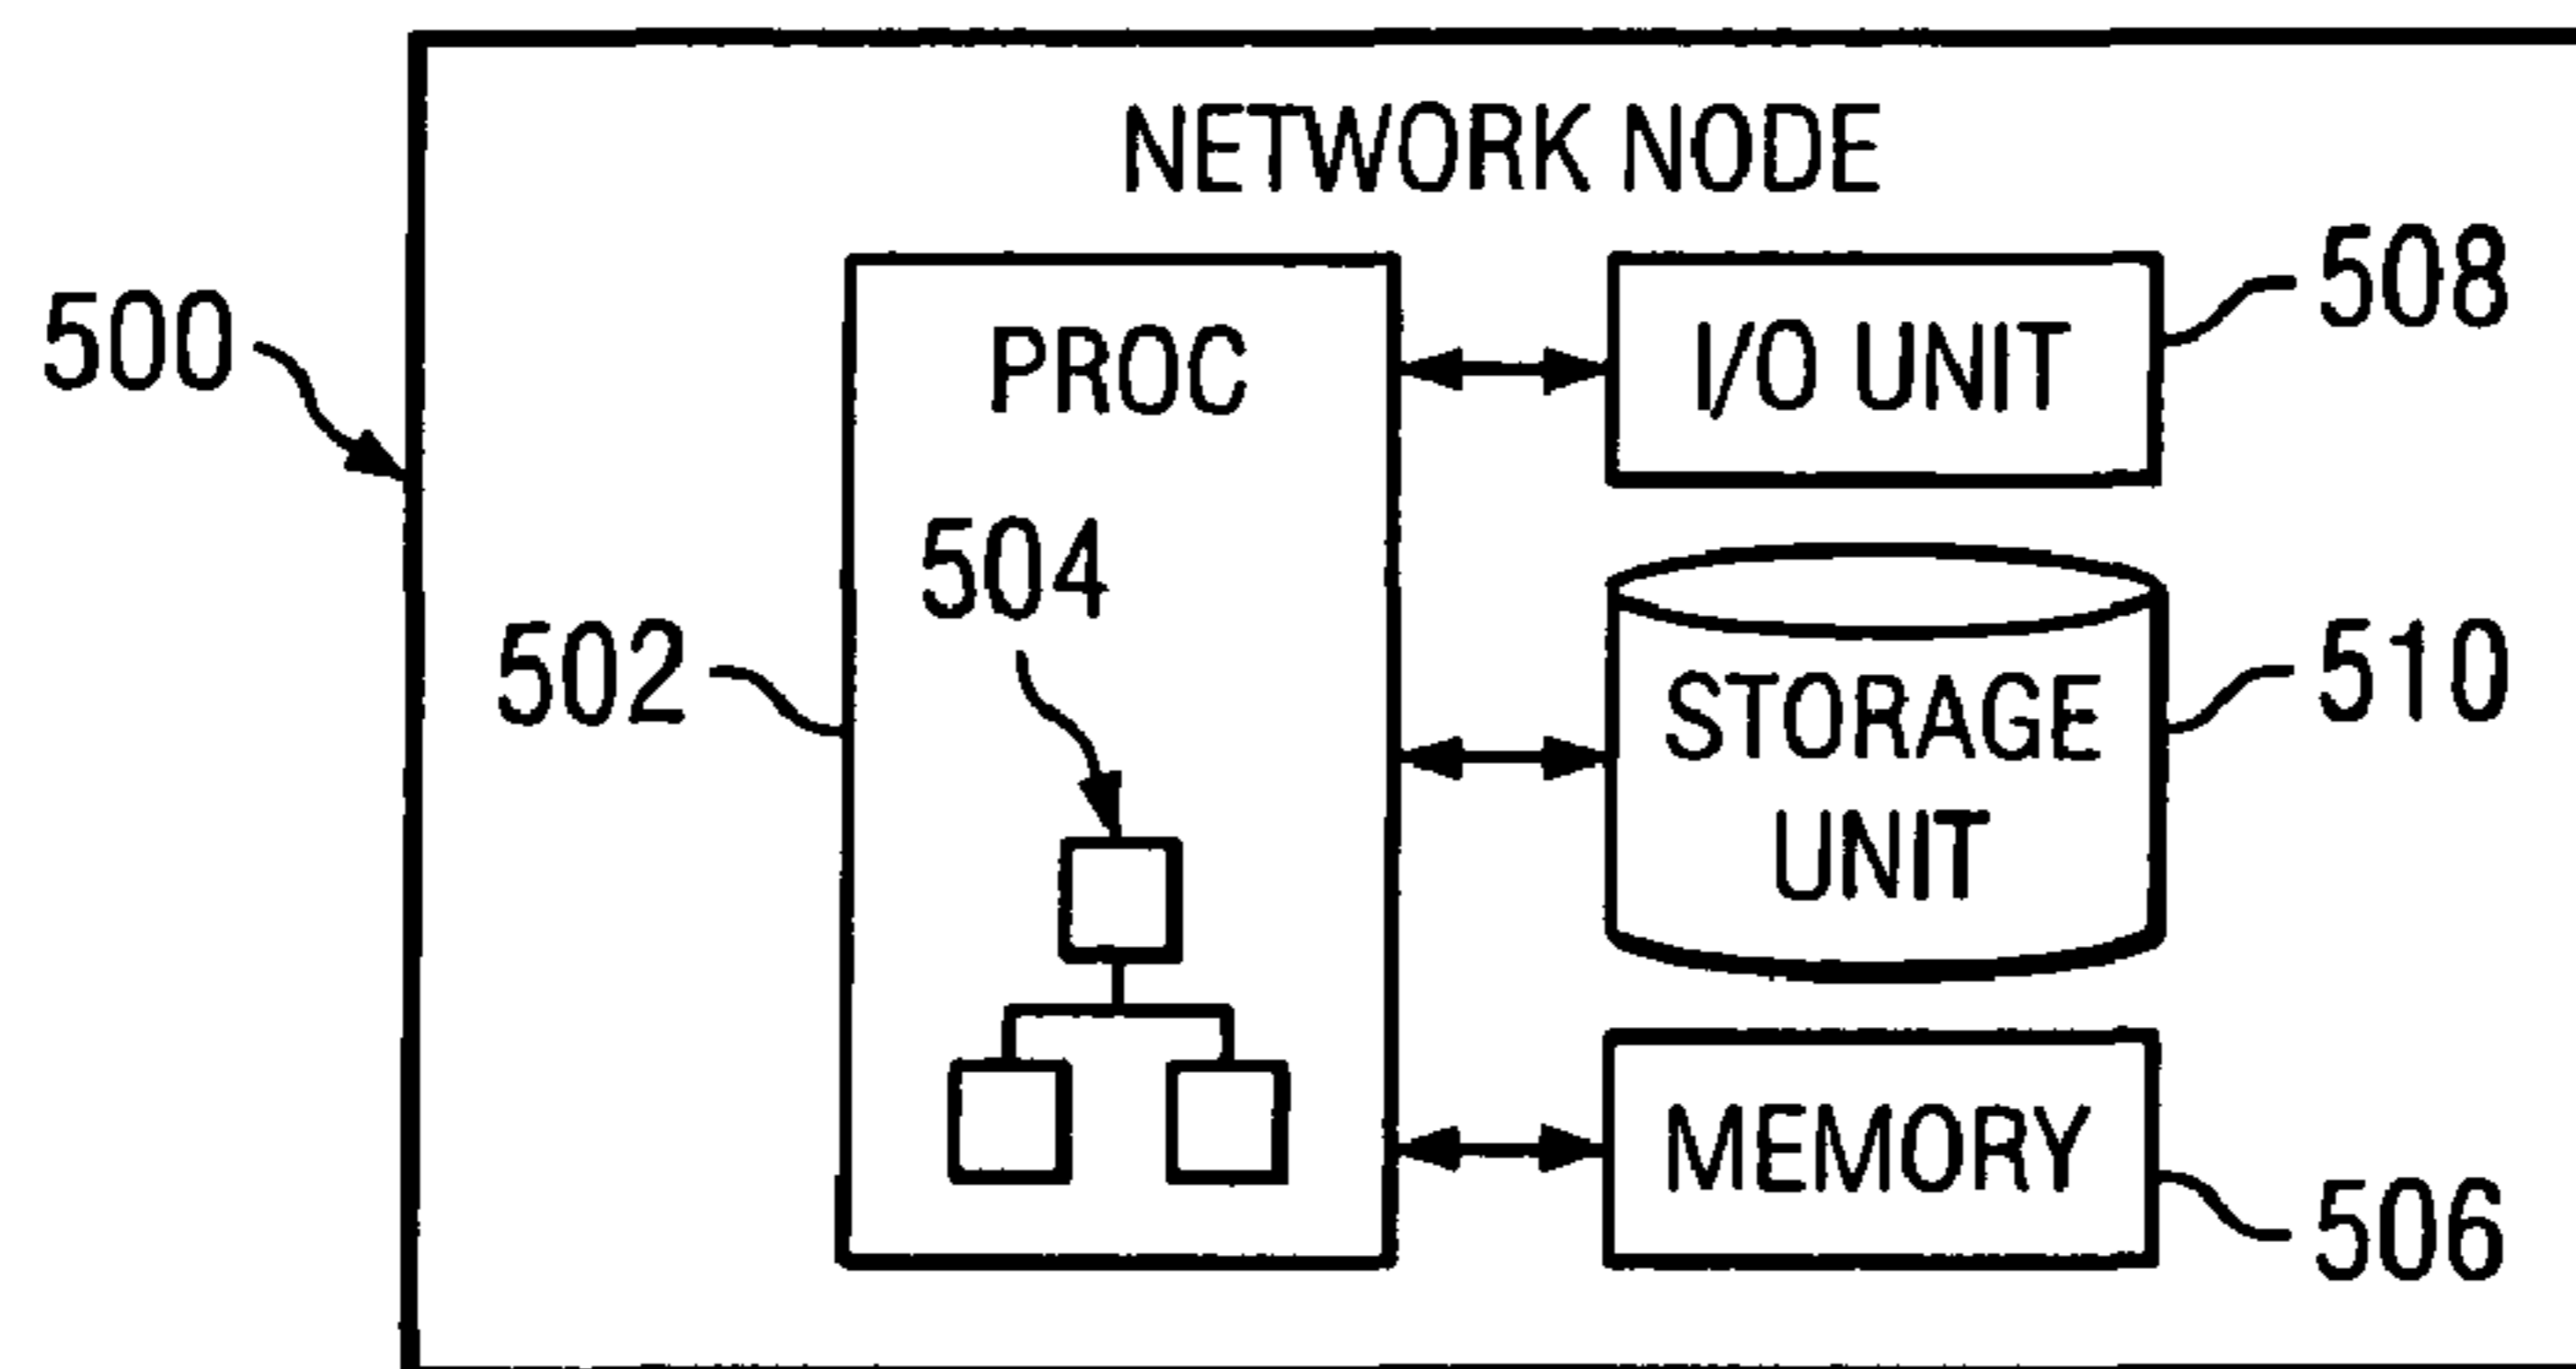 NETWORK NODE
500
502
PROC
504
I/O UNIT
508
STORAGE
UNIT
510
MEMORY
506